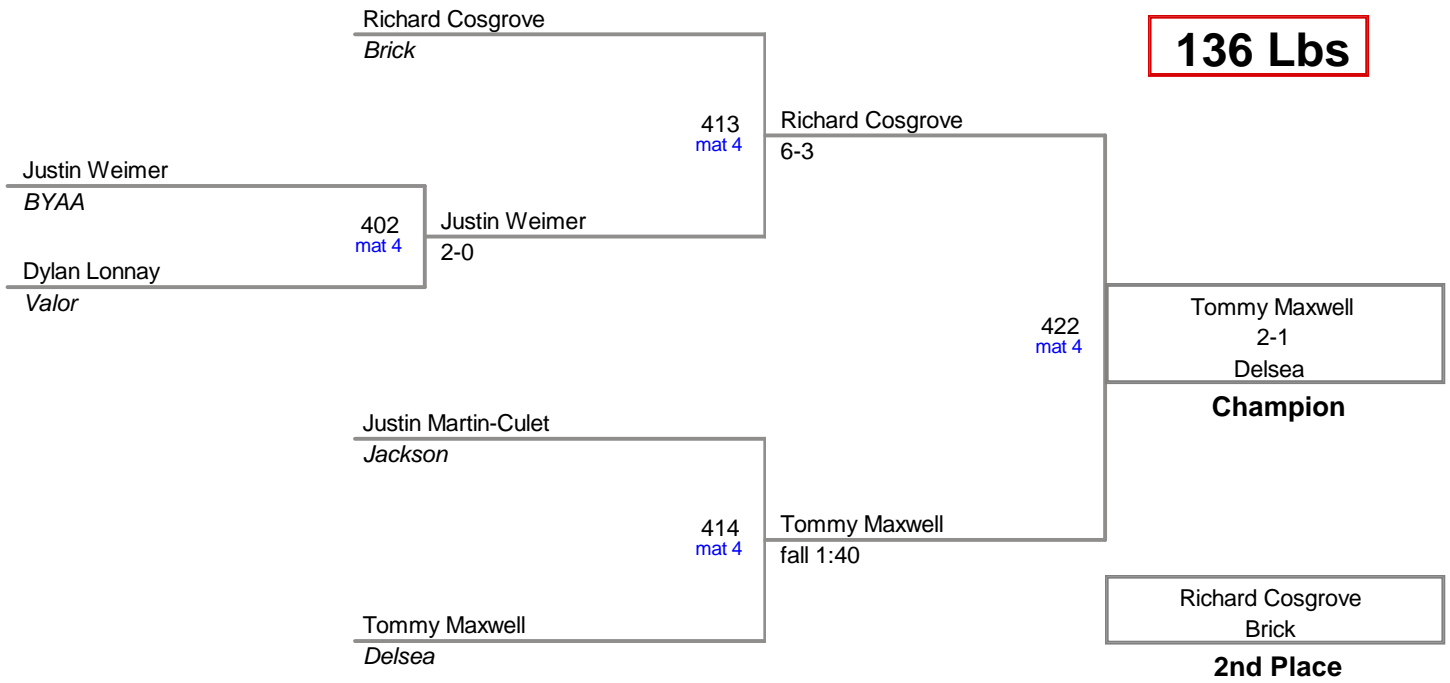 Richard Cosgrove
Brick
136 Lbs
413
mat 4
Richard Cosgrove
6-3
Justin Weimer
BYAA
402
mat 4
Justin Weimer
2-0
Dylan Lonnay
Valor
422
mat 4
Tommy Maxwell
2-1
Delsea
Champion
Justin Martin-Culet
Jackson
414
mat 4
Tommy Maxwell
fall 1:40
Tommy Maxwell
Delsea
Richard Cosgrove
Brick
2nd Place